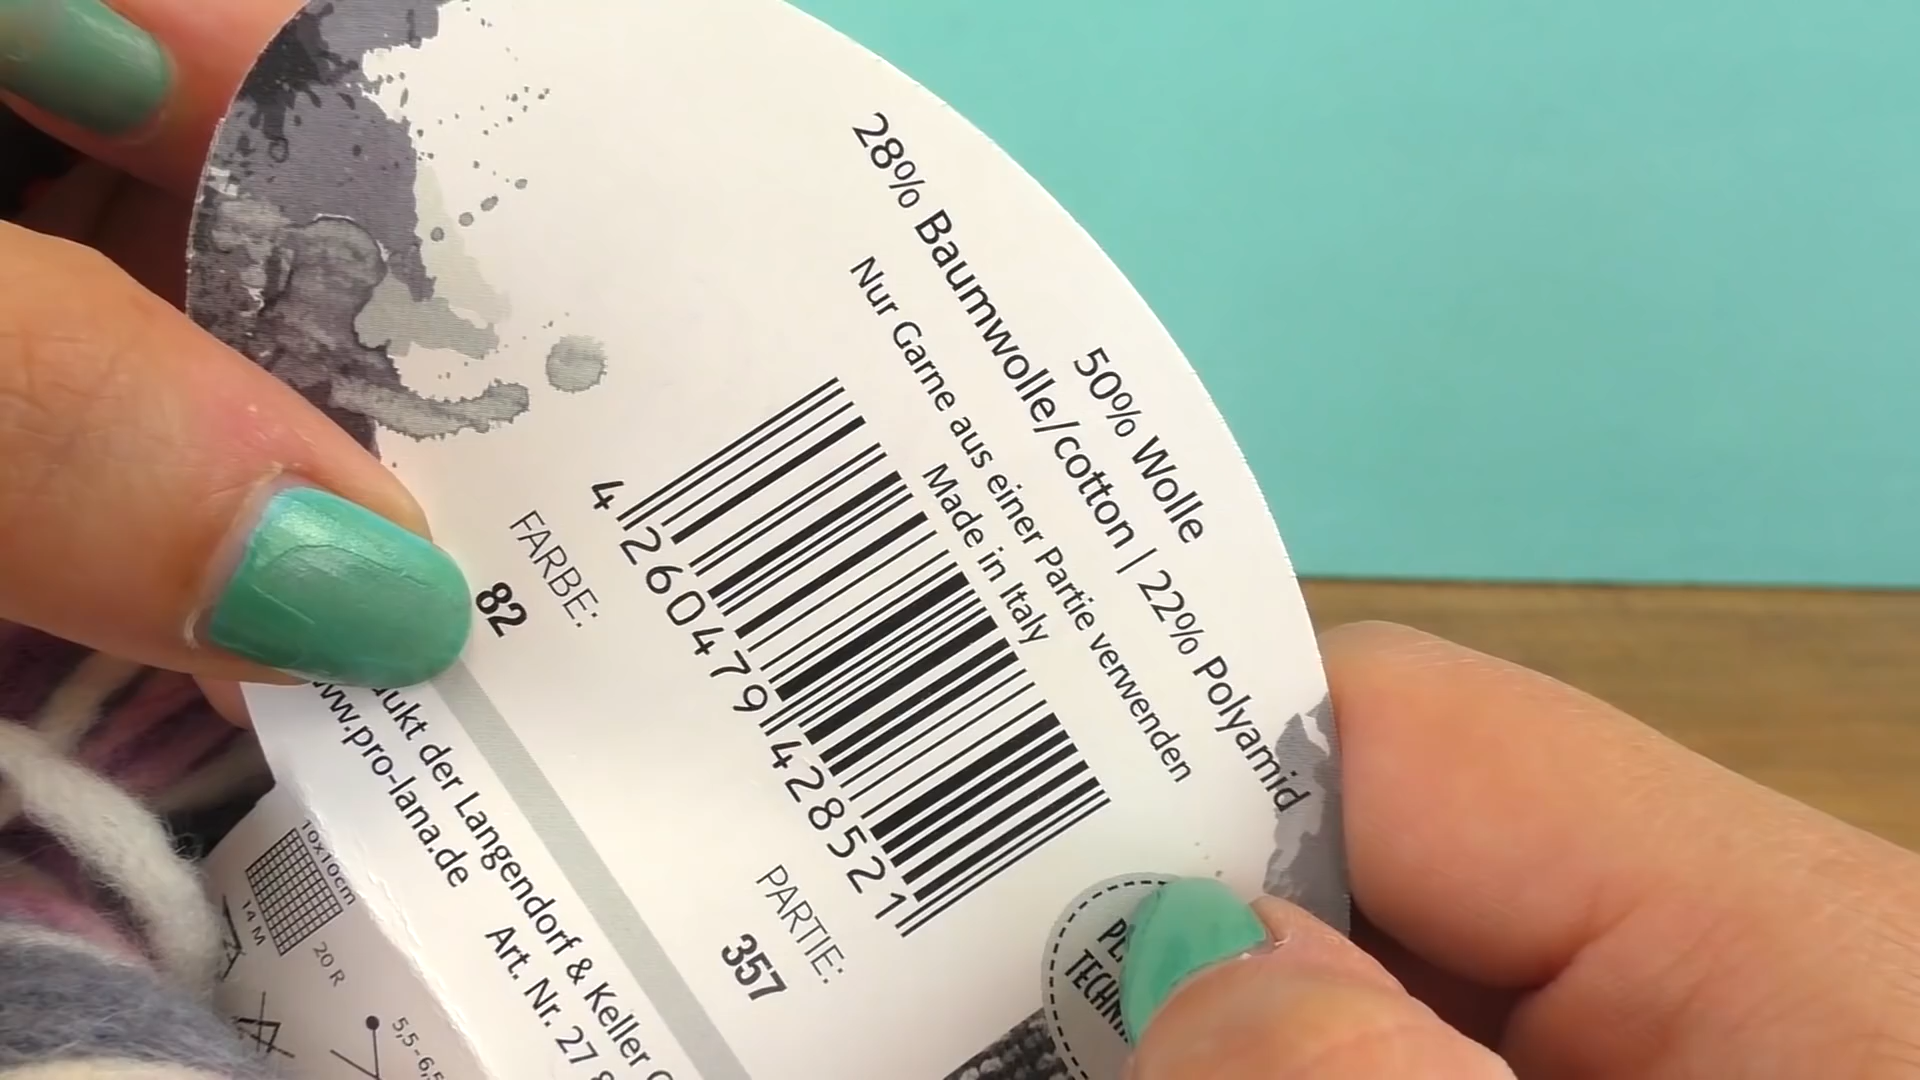 50% Wolle
28% Baumwolle/cotton | 22% Polyamid
Nur Garne aus einer Partie verwenden
Made in Italy
4 260479 428521
FARBE:
82
PARTIE:
357
der Langendorf & Keller
www.pro-lana.de
Art. Nr. 27
10x10cm
14 M
20 R